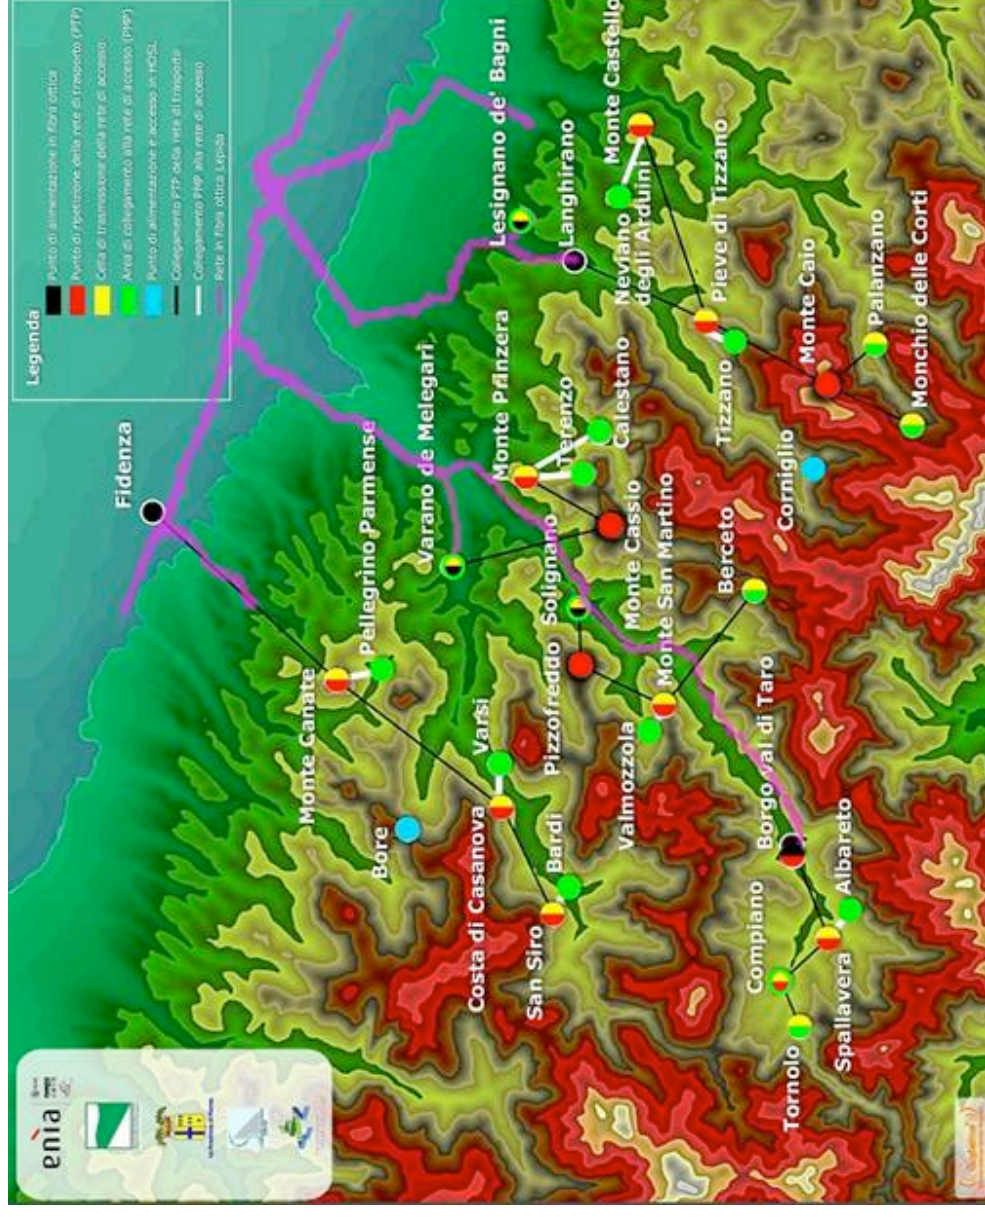 Legenda
Punto di alimentazione in fibra ottica
Punto di ripetizione della rete di trasporto (PTP)
Cella di trasmissione della rete di accesso
Area di collegamento alla rete di accesso (PMP)
Punto di alimentazione e accesso in HDSL
Collegamento PTP della rete di trasporto
Collegamento PMP alla rete di accesso
Rete in fibra ottica Lepida
enìa
Fidenza
Monte Canate
Pellegrino Parmense
Varano de Melegari
Bore
Varsi
Costa di Casanova
Bardi
San Siro
Monte Prinzera
Terenzo
Calestano
Lesignano de' Bagni
Langhirano
Monte Castello
Neviano
degli Arduini
Pieve di Tizzano
Tizzano
Monte Caio
Palanzano
Monchio delle Corti
Corniglio
Solignano
Monte Cassio
Pizzofreddo
Monte San Martino
Valmozzola
Berceto
Borgo val di Taro
Compiano
Albareto
Spallavera
Tornolo